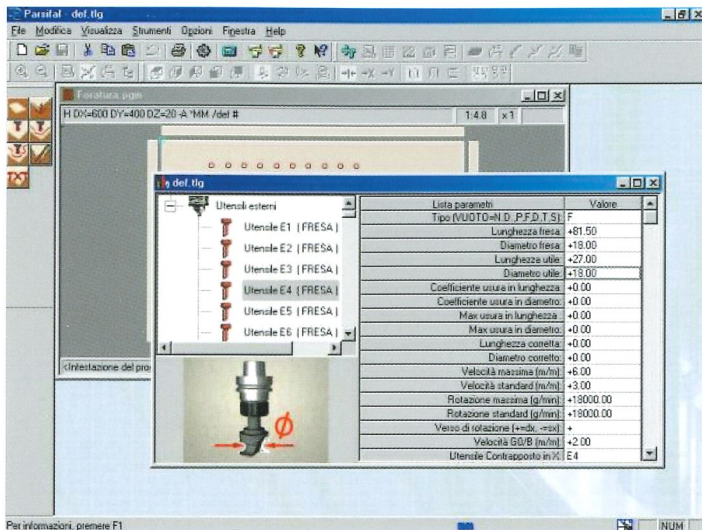 Parsifal - def.tlg
File Modifica Visualizza Strumenti Opzioni Finestra Help
Foratura.pgm
H DX=600 DY=400 DZ=20 -A *MM /def #
1:4.8 x1
TXT
def.tlg
Utensili esterni
Utensile E1 ( FRESA )
Utensile E2 ( FRESA )
Utensile E3 ( FRESA )
Utensile E4 ( FRESA )
Utensile E5 ( FRESA )
Utensile E6 ( FRESA )
Lista parametri Valore
Tipo (VUOTO=N.D.,P,F,D,T,S): F
Lunghezza fresa: +81.50
Diametro fresa: +18.00
Lunghezza utile: +27.00
Diametro utile: +18.00
Coefficiente usura in lunghezza: +0.00
Coefficiente usura in diametro: +0.00
Max usura in lunghezza: +0.00
Max usura in diametro: +0.00
Lunghezza corretta: +0.00
Diametro corretto: +0.00
Velocità massima (m/m): +6.00
Velocità standard (m/m): +3.00
Rotazione massima (g/min): +18000.00
Rotazione standard (g/min): +18000.00
Verso di rotazione (+=dx, -=sx): +
Velocità G0/B (m/m): +2.00
Utensile Contrapposto in X: E4
<Intestazione del pro
Ø
Per informazioni, premere F1
NUM